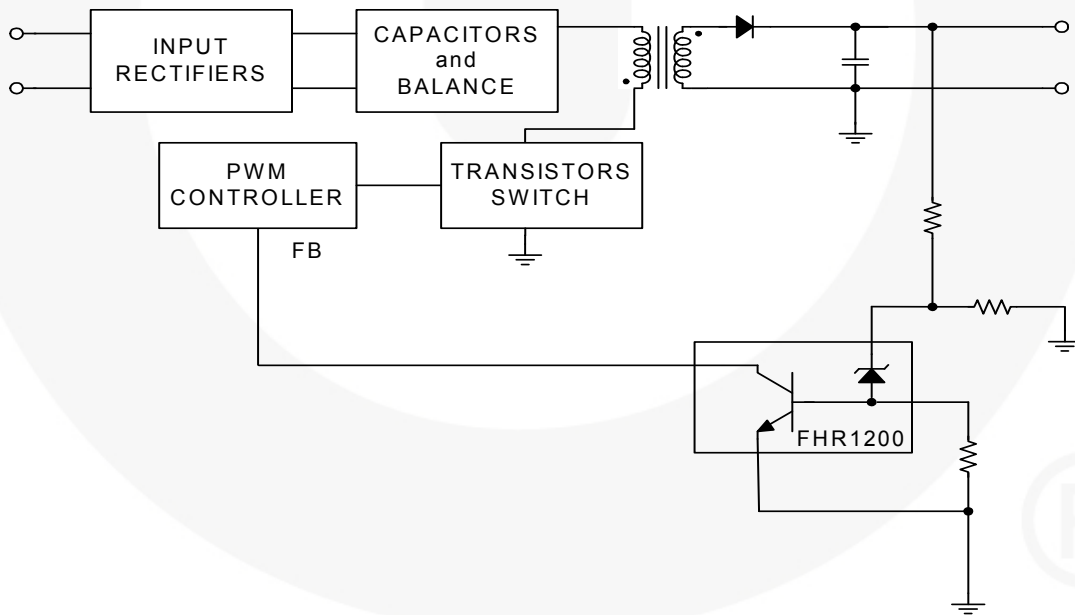 INPUT
RECTIFIERS
CAPACITORS
and
BALANCE
PWM
CONTROLLER
TRANSISTORS
SWITCH
FB
FHR1200